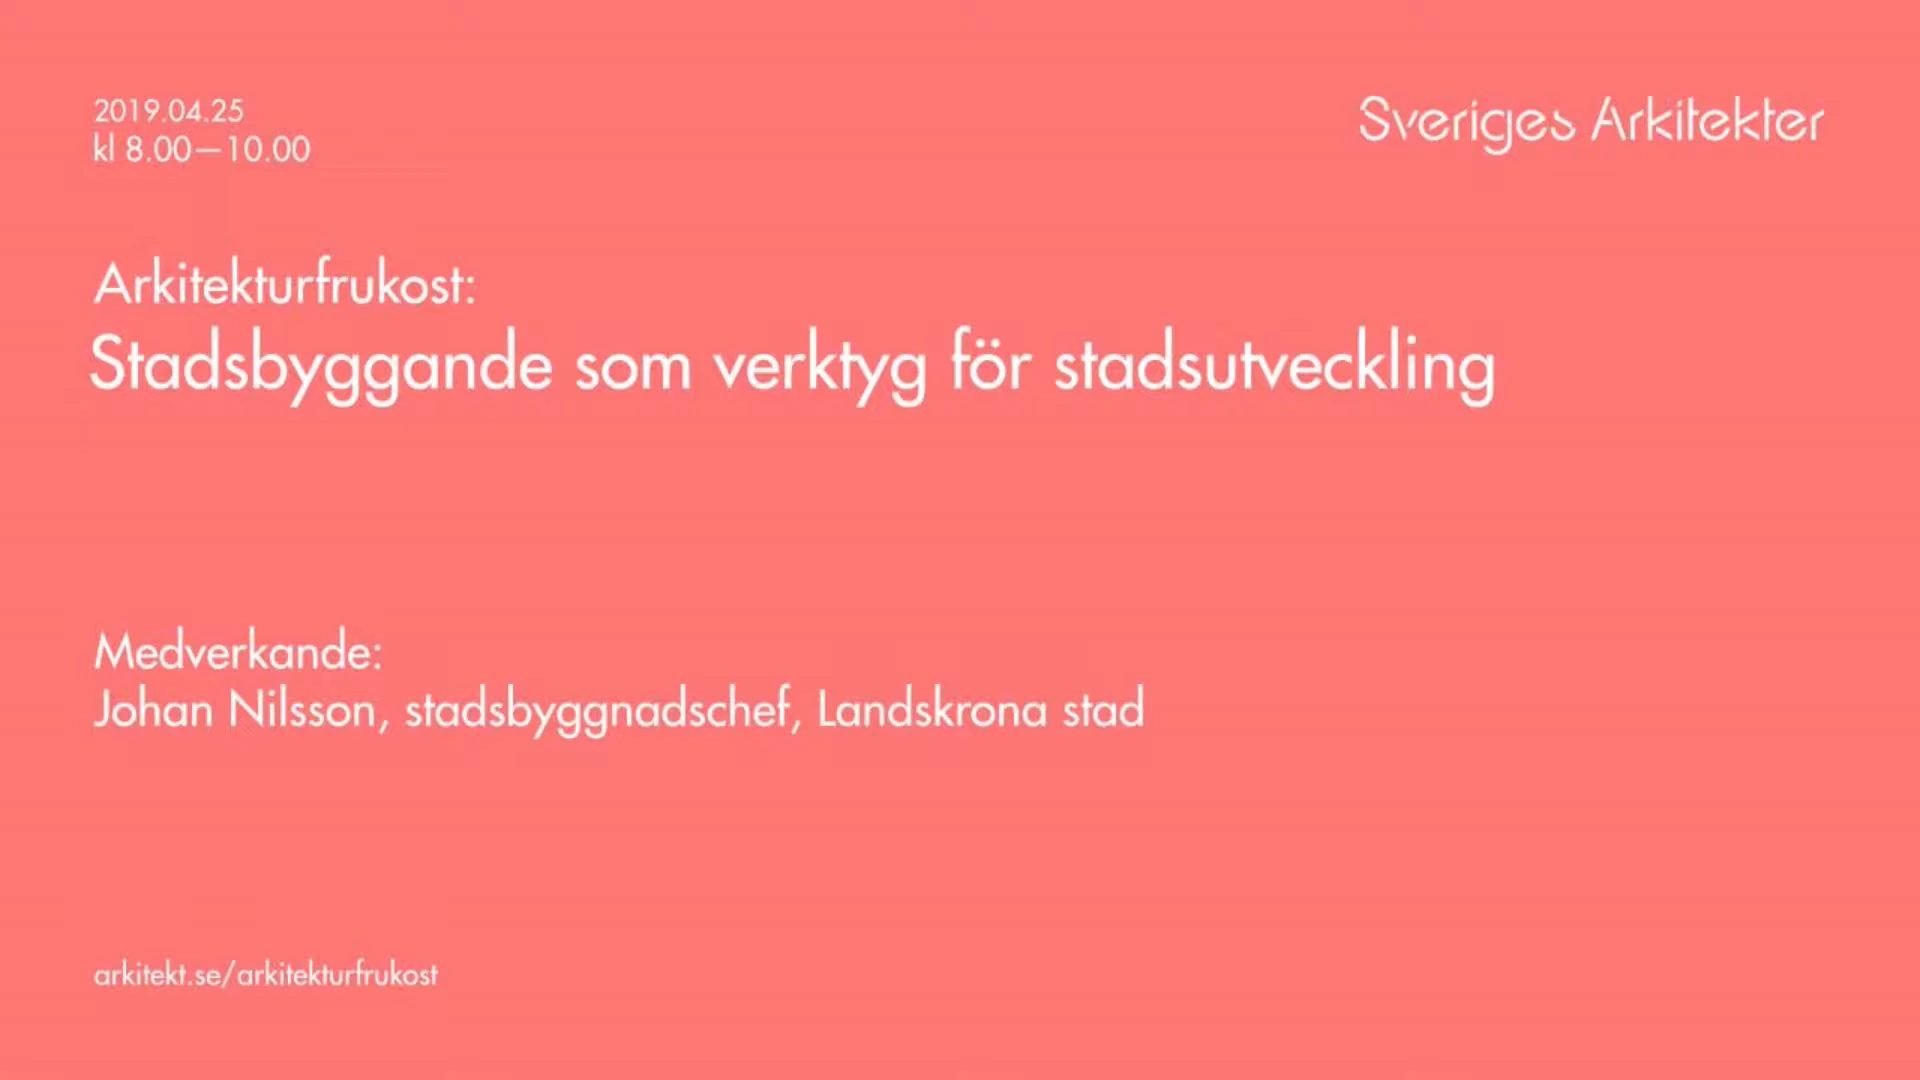 2019.04.25
kl 8.00—10.00
Sveriges Arkitekter
Arkitekturfrukost:
Stadsbyggande som verktyg för stadsutveckling
Medverkande:
Johan Nilsson, stadsbyggnadschef, Landskrona stad
arkitekt.se/arkitekturfrukost